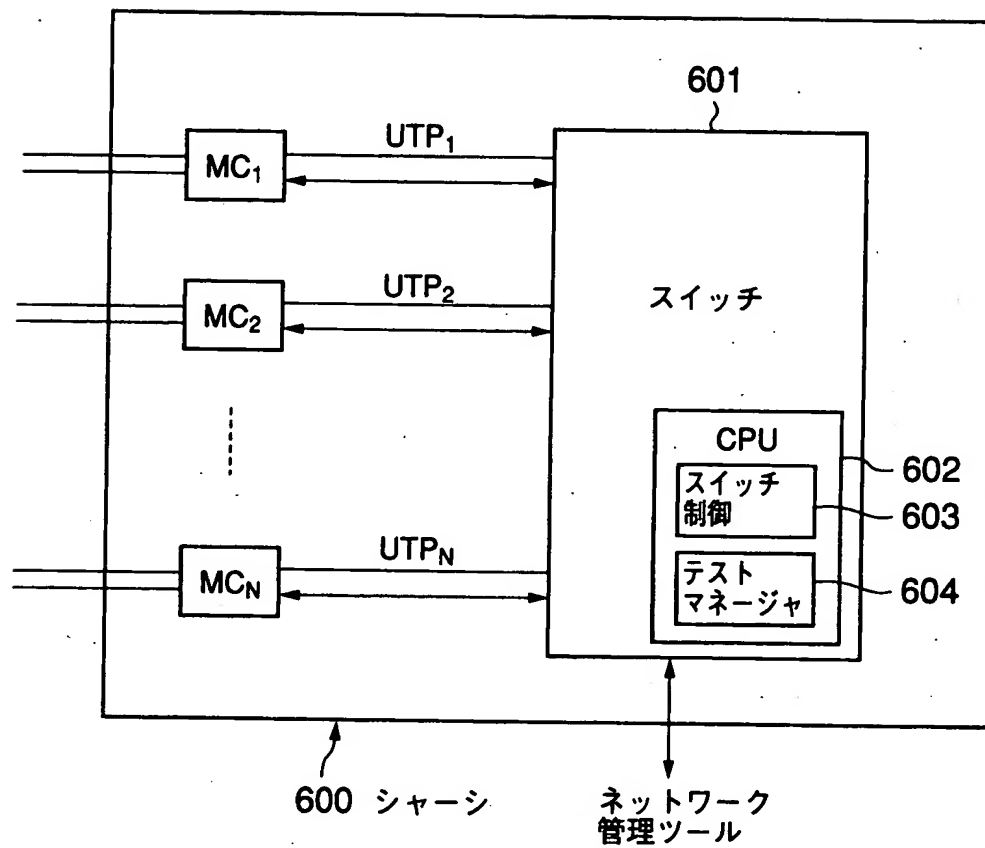 601
UTP₁
MC₁
UTP₂
MC₂
スイッチ
CPU
602
スイッチ
制御
603
UTPN
MCN
テスト
マネージャ
604
600 シャーシ
ネットワーク
管理ツール